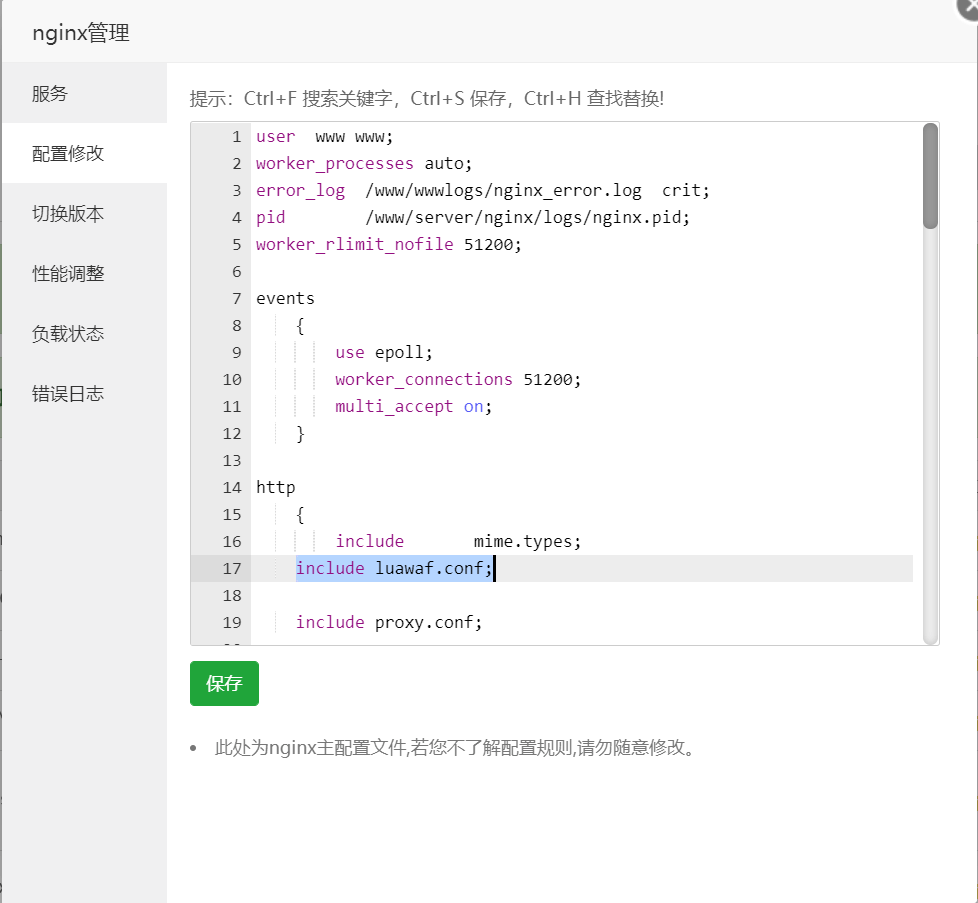 nginx管理
服务
配置修改
切换版本
性能调整
负载状态
错误日志
提示：Ctrl+F 搜索关键字，Ctrl+S 保存，Ctrl+H 查找替换!
1 user  www www;
2 worker_processes auto;
3 error_log  /www/wwwlogs/nginx_error.log  crit;
4 pid        /www/server/nginx/logs/nginx.pid;
5 worker_rlimit_nofile 51200;
6
7 events
8     {
9         use epoll;
10         worker_connections 51200;
11         multi_accept on;
12     }
13
14 http
15     {
16         include       mime.types;
17     include luawaf.conf;
18
19     include proxy.conf;
保存
• 此处为nginx主配置文件,若您不了解配置规则,请勿随意修改。